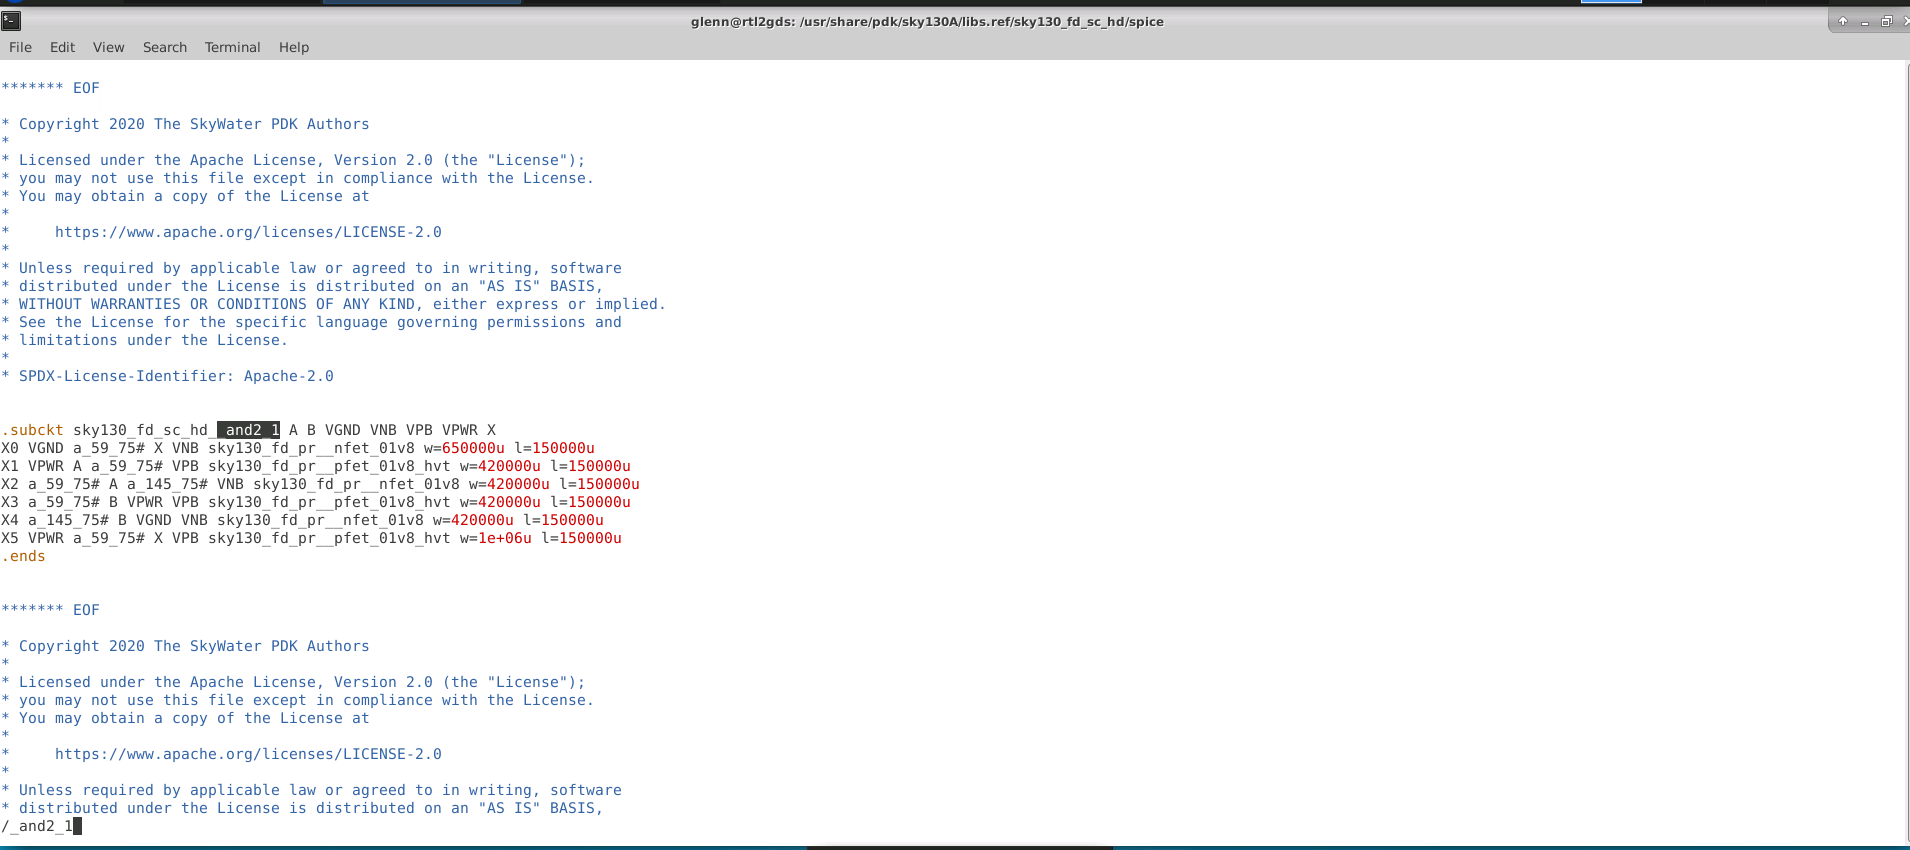 glenn@rtl2gds: /usr/share/pdk/sky130A/libs.ref/sky130_fd_sc_hd/spice
File Edit View Search Terminal Help
******* EOF
* Copyright 2020 The SkyWater PDK Authors
*
* Licensed under the Apache License, Version 2.0 (the "License");
* you may not use this file except in compliance with the License.
* You may obtain a copy of the License at
*
*     https://www.apache.org/licenses/LICENSE-2.0
*
* Unless required by applicable law or agreed to in writing, software
* distributed under the License is distributed on an "AS IS" BASIS,
* WITHOUT WARRANTIES OR CONDITIONS OF ANY KIND, either express or implied.
* See the License for the specific language governing permissions and
* limitations under the License.
*
* SPDX-License-Identifier: Apache-2.0
.subckt sky130_fd_sc_hd__and2_1 A B VGND VNB VPB VPWR X
X0 VGND a_59_75# X VNB sky130_fd_pr__nfet_01v8 w=650000u l=150000u
X1 VPWR A a_59_75# VPB sky130_fd_pr__pfet_01v8_hvt w=420000u l=150000u
X2 a_59_75# A a_145_75# VNB sky130_fd_pr__nfet_01v8 w=420000u l=150000u
X3 a_59_75# B VPWR VPB sky130_fd_pr__pfet_01v8_hvt w=420000u l=150000u
X4 a_145_75# B VGND VNB sky130_fd_pr__nfet_01v8 w=420000u l=150000u
X5 VPWR a_59_75# X VPB sky130_fd_pr__pfet_01v8_hvt w=1e+06u l=150000u
.ends
******* EOF
* Copyright 2020 The SkyWater PDK Authors
*
* Licensed under the Apache License, Version 2.0 (the "License");
* you may not use this file except in compliance with the License.
* You may obtain a copy of the License at
*
*     https://www.apache.org/licenses/LICENSE-2.0
*
* Unless required by applicable law or agreed to in writing, software
* distributed under the License is distributed on an "AS IS" BASIS,
/_and2_1